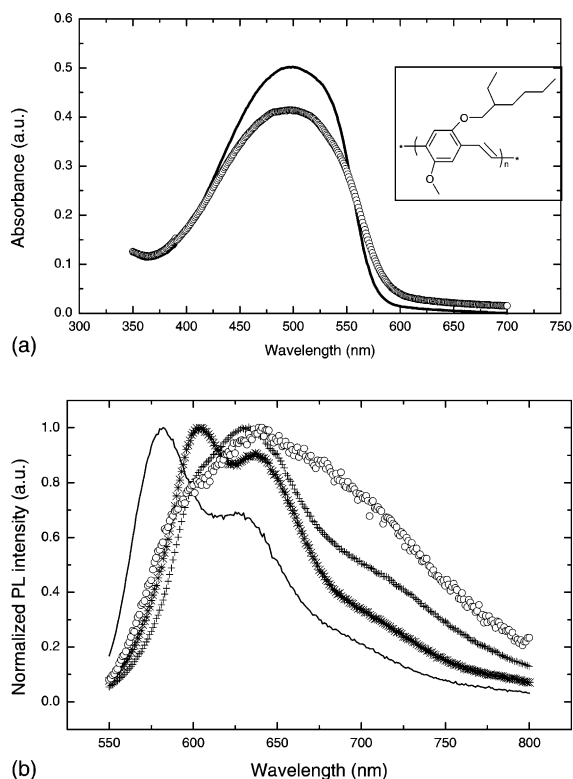 0.6
0.5
0.4
0.3
0.2
0.1
0.0
Absorbance (a.u.)
O
*
n
*
O
300 350 400 450 500 550 600 650 700 750
Wavelength (nm)
(a)
1.0
0.8
0.6
0.4
0.2
0.0
Normalized PL intensity (a.u.)
550 600 650 700 750 800
Wavelength (nm)
(b)